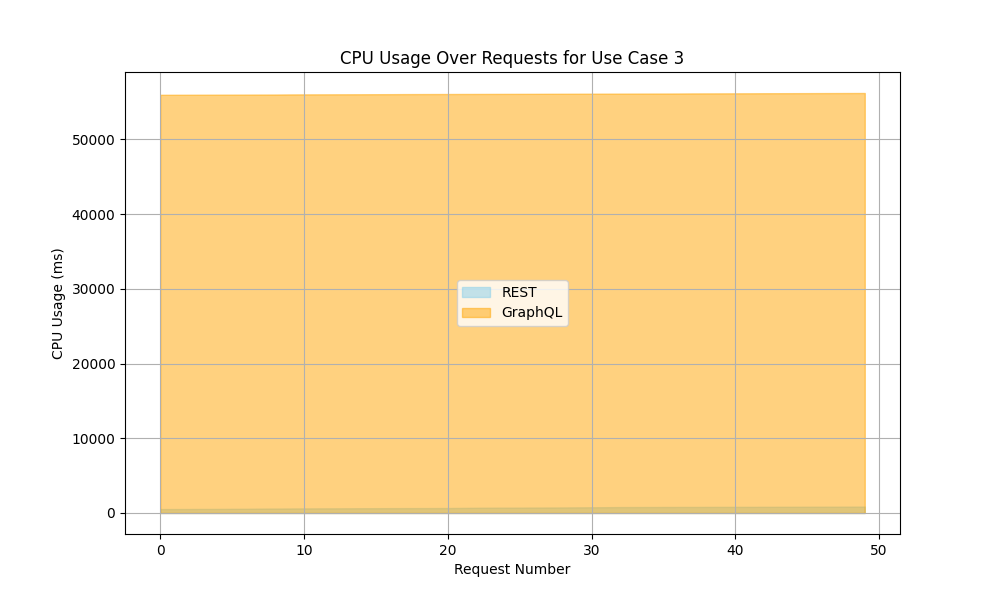 CPU Usage Over Requests for Use Case 3
CPU Usage (ms)
50000
40000
30000
20000
10000
0
REST
GraphQL
0 10 20 30 40 50
Request Number